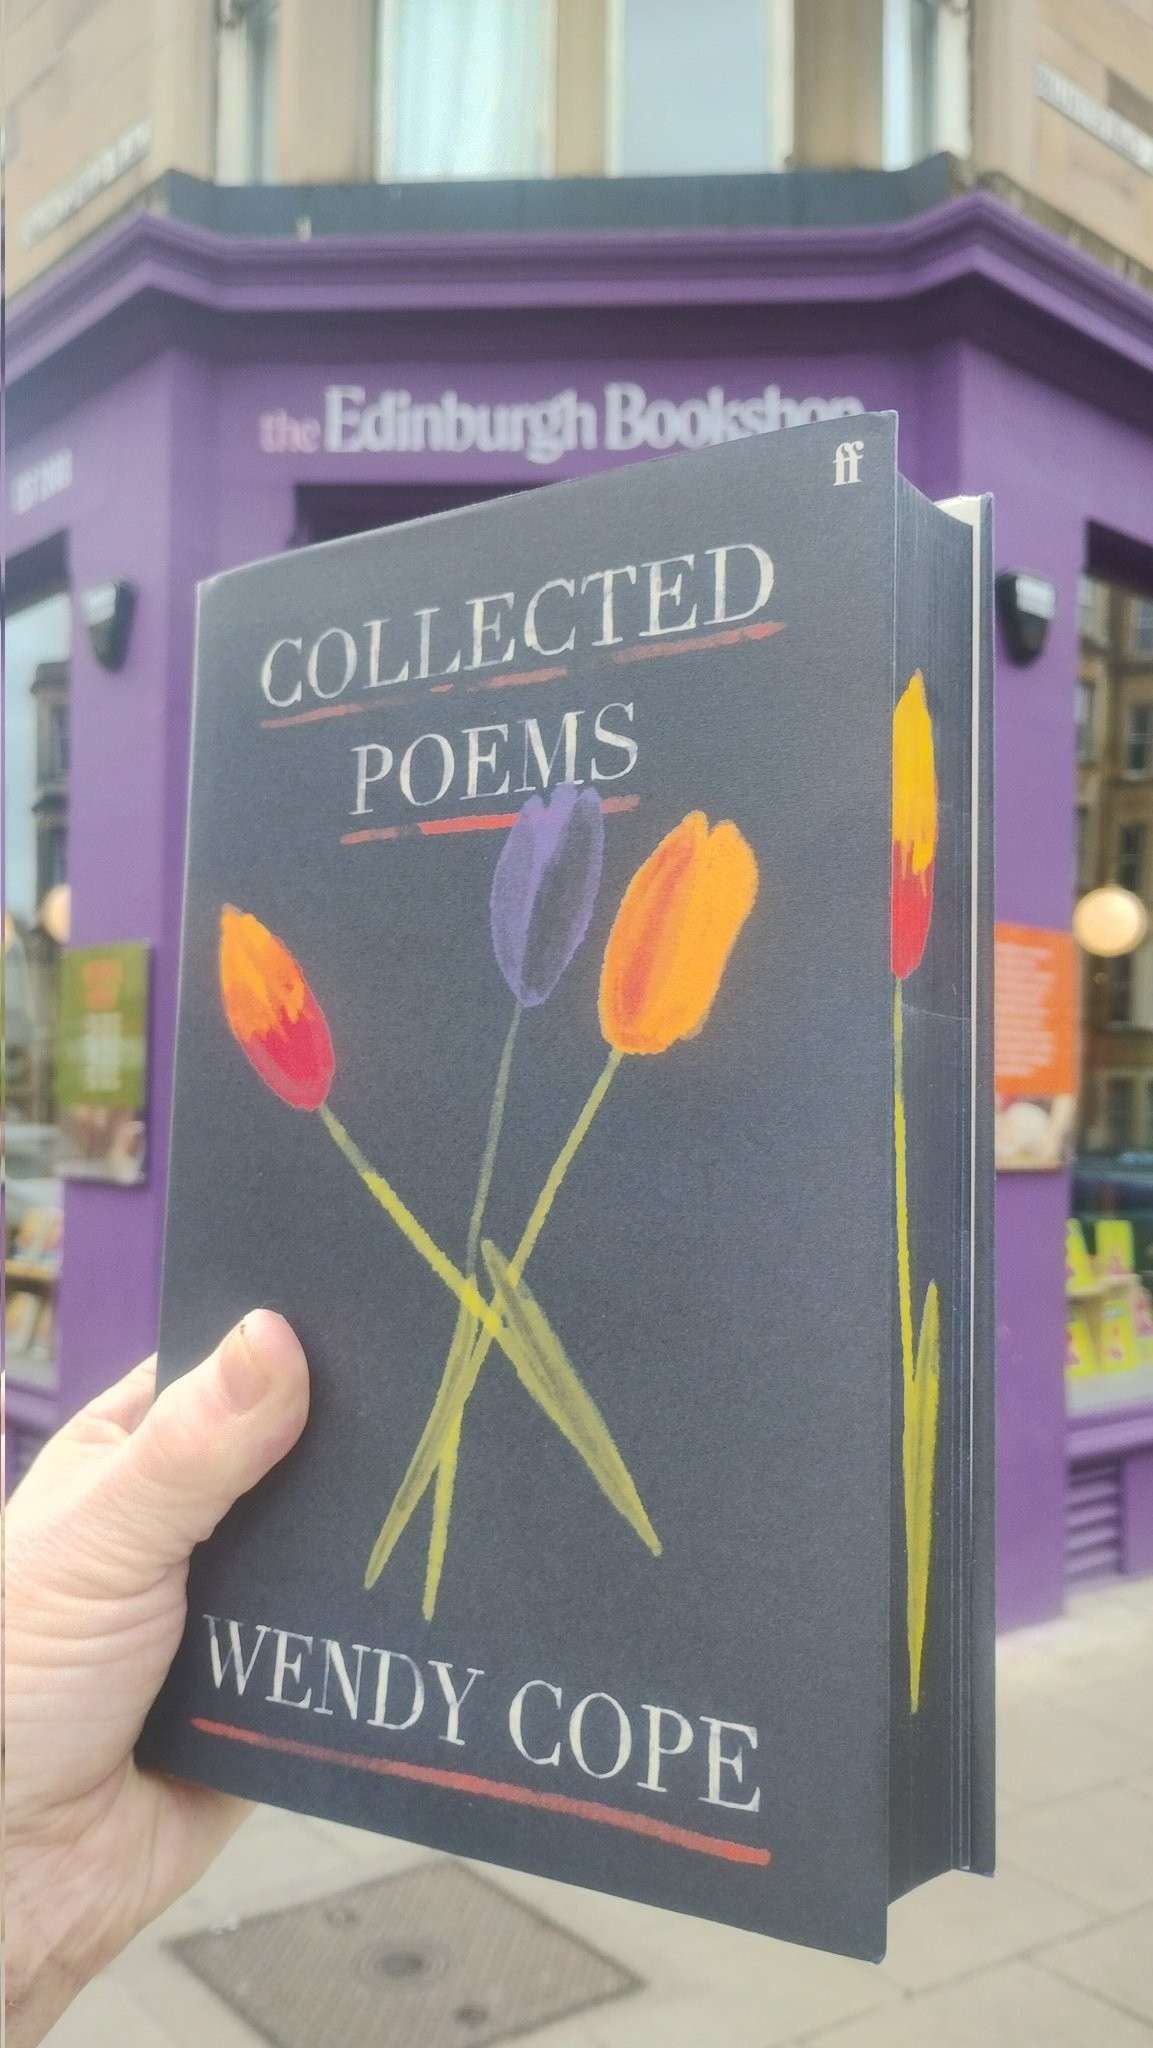 the Edinburgh Bookshop
ff
COLLECTED
POEMS
WENDY COPE